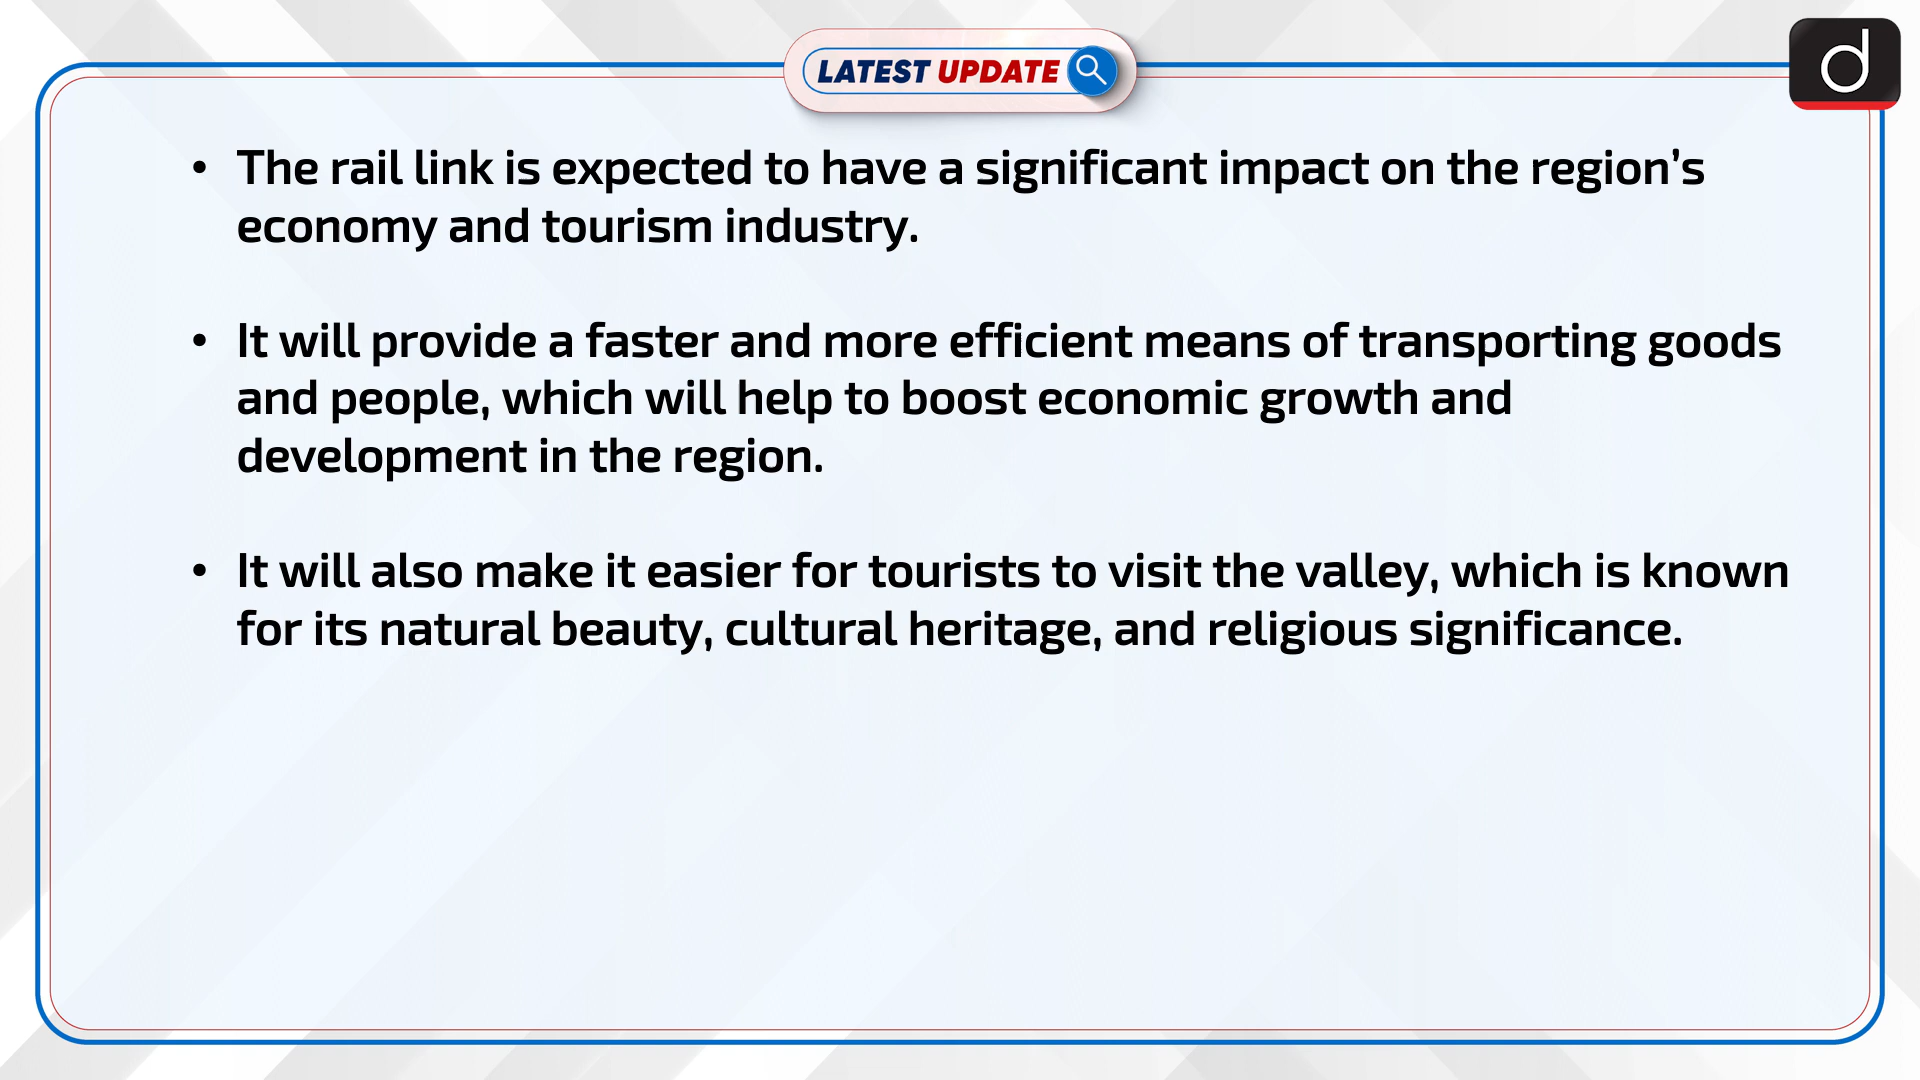 LATEST UPDATE
d
• The rail link is expected to have a significant impact on the region’s
economy and tourism industry.
• It will provide a faster and more efficient means of transporting goods
and people, which will help to boost economic growth and
development in the region.
• It will also make it easier for tourists to visit the valley, which is known
for its natural beauty, cultural heritage, and religious significance.